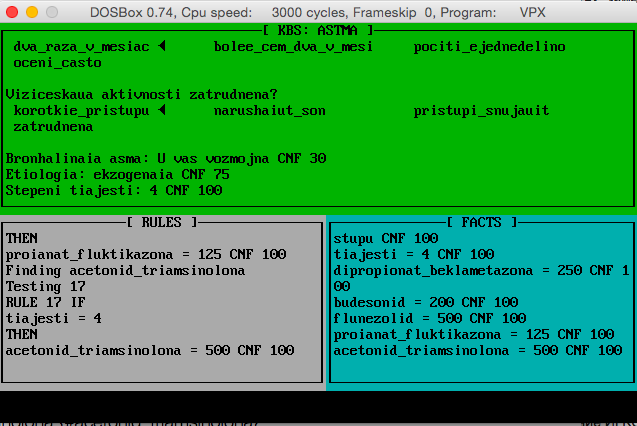 DOSBox 0.74, Cpu speed: 3000 cycles, Frameskip 0, Program: VPX
[ KBS: ASTMA ]
dva_raza_v_mesiac ◄ bolee_cem_dva_v_mesi pociti_ejednedelino
oceni_casto
Viziceskaua aktivnosti zatrudnena?
korotkie_pristupu ◄ narushaiut_son pristupi_snujauit
zatrudnena
Bronhalinaia asma: U vas vozmojna CNF 30
Etiologia: ekzogenaia CNF 75
Stepeni tiajesti: 4 CNF 100
[ RULES ]
THEN
proianat_fluktikazona = 125 CNF 100
Finding acetonid_triamsinolona
Testing 17
RULE 17 IF
tiajesti = 4
THEN
acetonid_triamsinolona = 500 CNF 100
[ FACTS ]
stupu CNF 100
tiajesti = 4 CNF 100
dipropionat_beklametazona = 250 CNF 1
00
budesonid = 200 CNF 100
flunezolid = 500 CNF 100
proianat_fluktikazona = 125 CNF 100
acetonid_triamsinolona = 500 CNF 100